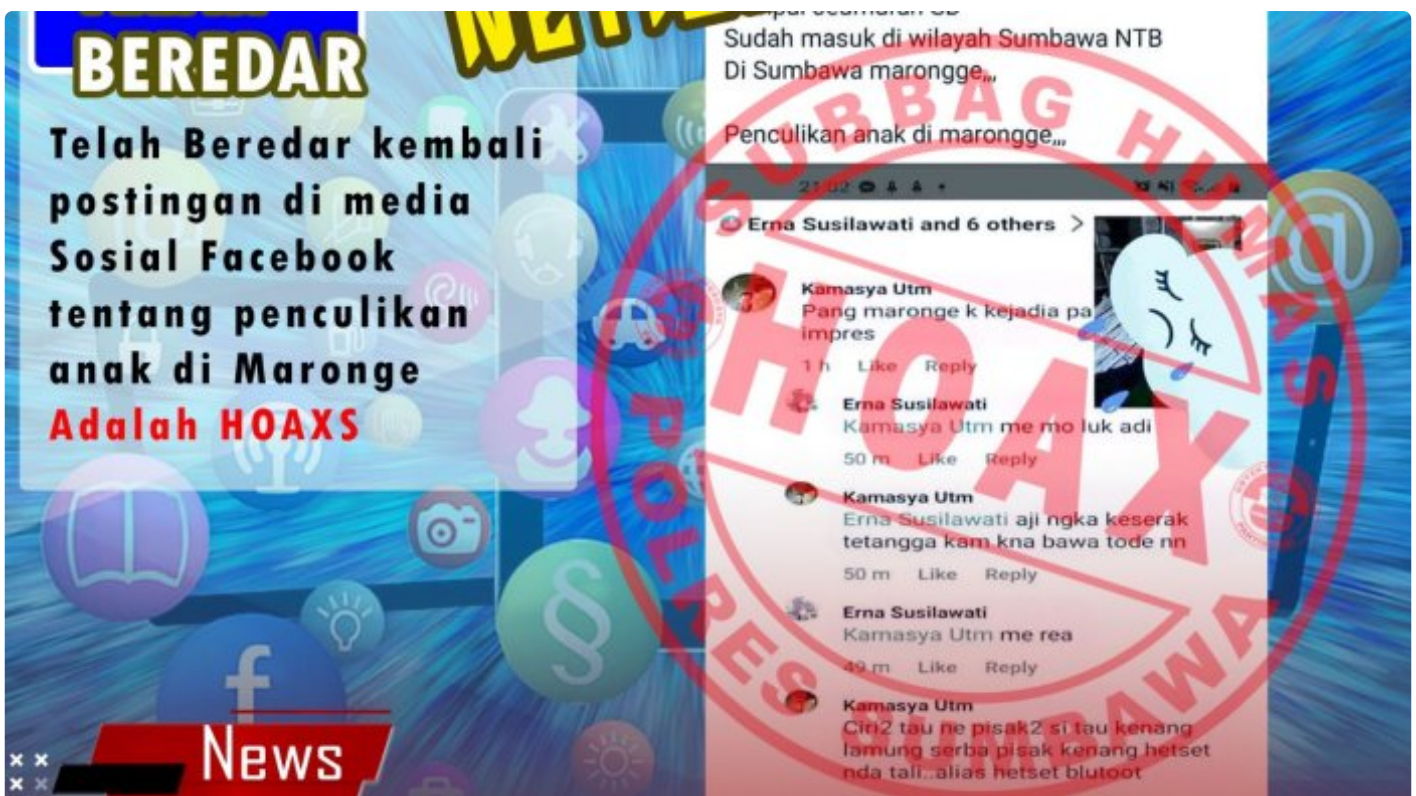 BEREDAR
Telah Beredar kembali
postingan di media
Sosial Facebook
tentang penculikan
anak di Maronge
Adalah HOAXS
News
Sudah masuk di wilayah Sumbawa NTB
Di Sumbawa marongge,,,
Penculikan anak di marongge,,,
21:02
Erna Susilawati and 6 others >
Kamasya Utm
Pang maronge k kejadia pa
impres
1 h Like Reply
Erna Susilawati
Kamasya Utm me mo luk adi
50 m Like Reply
Kamasya Utm
Erna Susilawati aji ngka keserak
tetangga kam kna bawa tode nn
50 m Like Reply
Erna Susilawati
Kamasya Utm me rea
49 m Like Reply
Kamasya Utm
Ciri2 tau ne pisak2 si tau kenang
lamung serba pisak kenang hetset
nda tali..alias hetset blutoot
SUBBAG HUMAS
HOAX
POLRES SUMBAWA